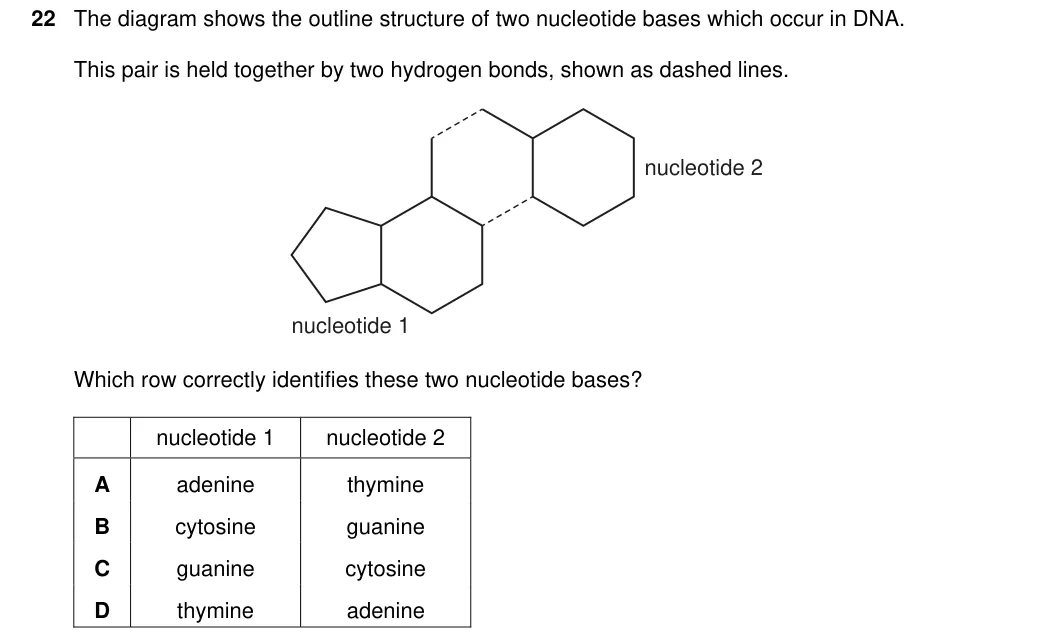 22 The diagram shows the outline structure of two nucleotide bases which occur in DNA.
This pair is held together by two hydrogen bonds, shown as dashed lines.
nucleotide 2
nucleotide 1
Which row correctly identifies these two nucleotide bases?
nucleotide 1 nucleotide 2
A adenine thymine
B cytosine guanine
C guanine cytosine
D thymine adenine